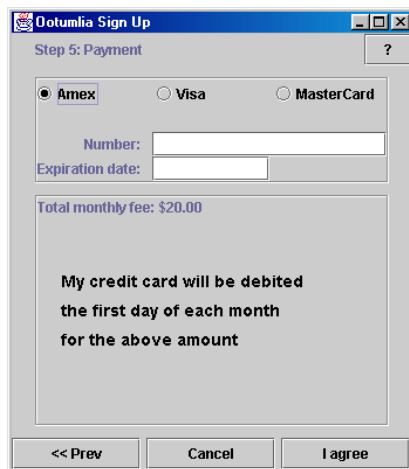 Ootumlia Sign Up
Step 5: Payment ?
Amex Visa MasterCard
Number:
Expiration date:
Total monthly fee: $20.00
My credit card will be debited
the first day of each month
for the above amount
<< Prev Cancel I agree